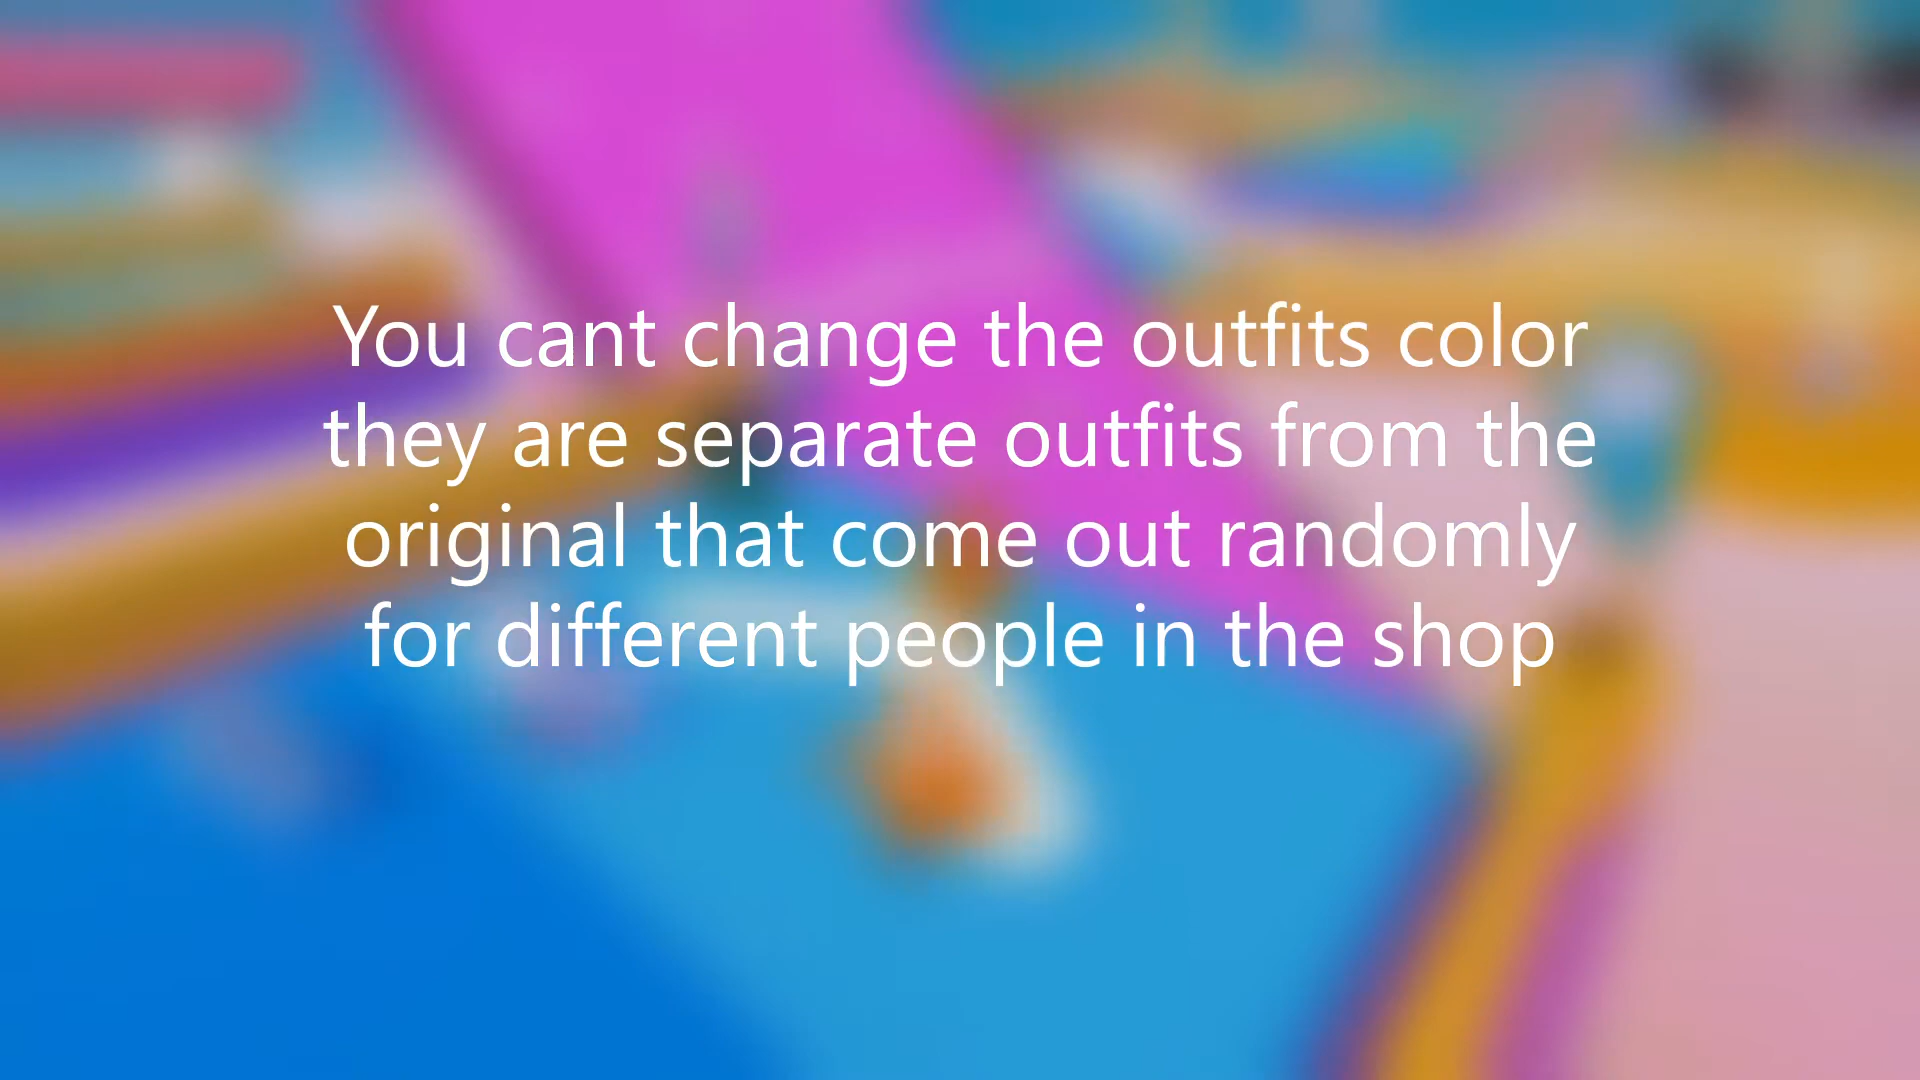 You cant change the outfits color
they are separate outfits from the
original that come out randomly
for different people in the shop